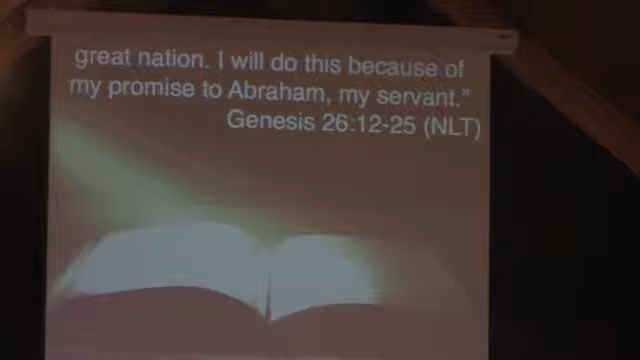 great nation. I will do this because of
my promise to Abraham, my servant.”
Genesis 26:12-25 (NLT)